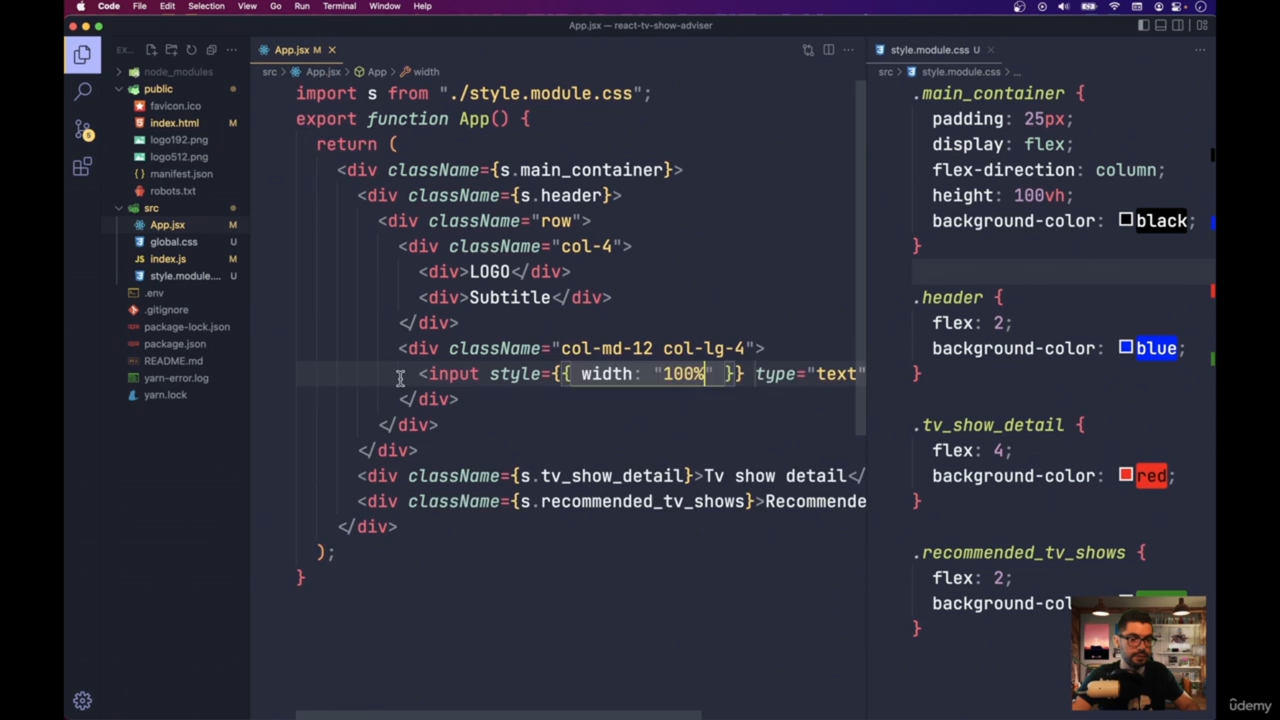 Code File Edit Selection View Go Run Terminal Window Help
App.jsx — react-tv-show-adviser
EX... ...
App.jsx M ×
style.module.css U ×
node_modules
public
favicon.ico
index.html M
logo192.png
logo512.png
manifest.json
robots.txt
src
App.jsx M
global.css U
index.js M
style.module.... U
.env
.gitignore
package-lock.json
package.json
README.md
yarn-error.log
yarn.lock
src > App.jsx > App > width
import s from "./style.module.css";
export function App() {
return (
<div className={s.main_container}>
<div className={s.header}>
<div className="row">
<div className="col-4">
<div>LOGO</div>
<div>Subtitle</div>
</div>
<div className="col-md-12 col-lg-4">
<input style={{ width: "100%" }} type="text"
</div>
</div>
</div>
<div className={s.tv_show_detail}>Tv show detail</
<div className={s.recommended_tv_shows}>Recommende
</div>
);
}
src > style.module.css > ...
.main_container {
padding: 25px;
display: flex;
flex-direction: column;
height: 100vh;
background-color: black;
}
.header {
flex: 2;
background-color: blue;
}
.tv_show_detail {
flex: 4;
background-color: red;
}
.recommended_tv_shows {
flex: 2;
background-col
}
udemy